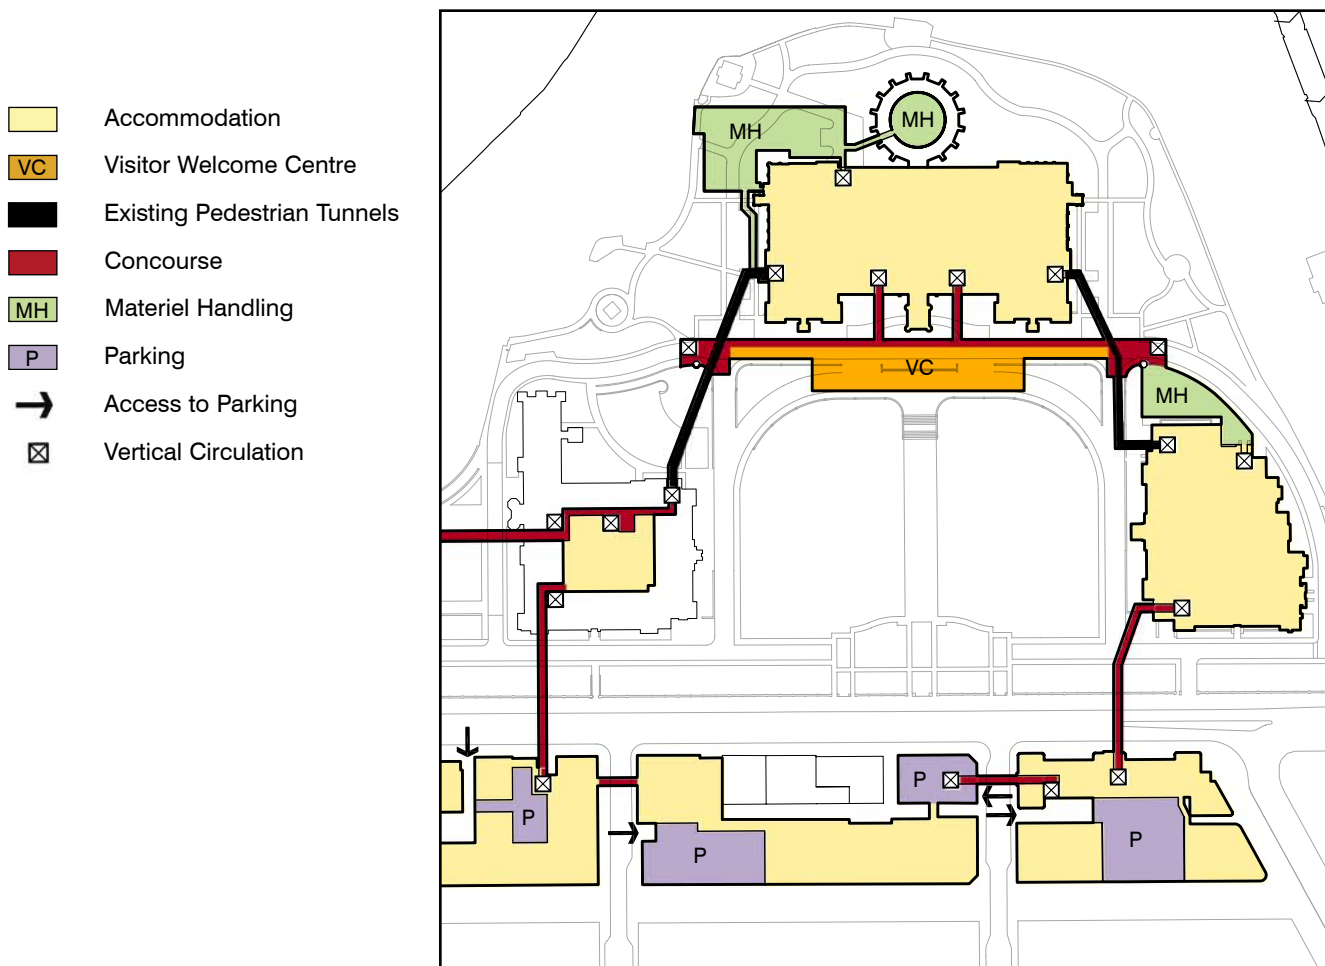 Accommodation
VC Visitor Welcome Centre
Existing Pedestrian Tunnels
Concourse
MH Materiel Handling
P Parking
Access to Parking
Vertical Circulation
MH
MH
VC
MH
P
P
P
P